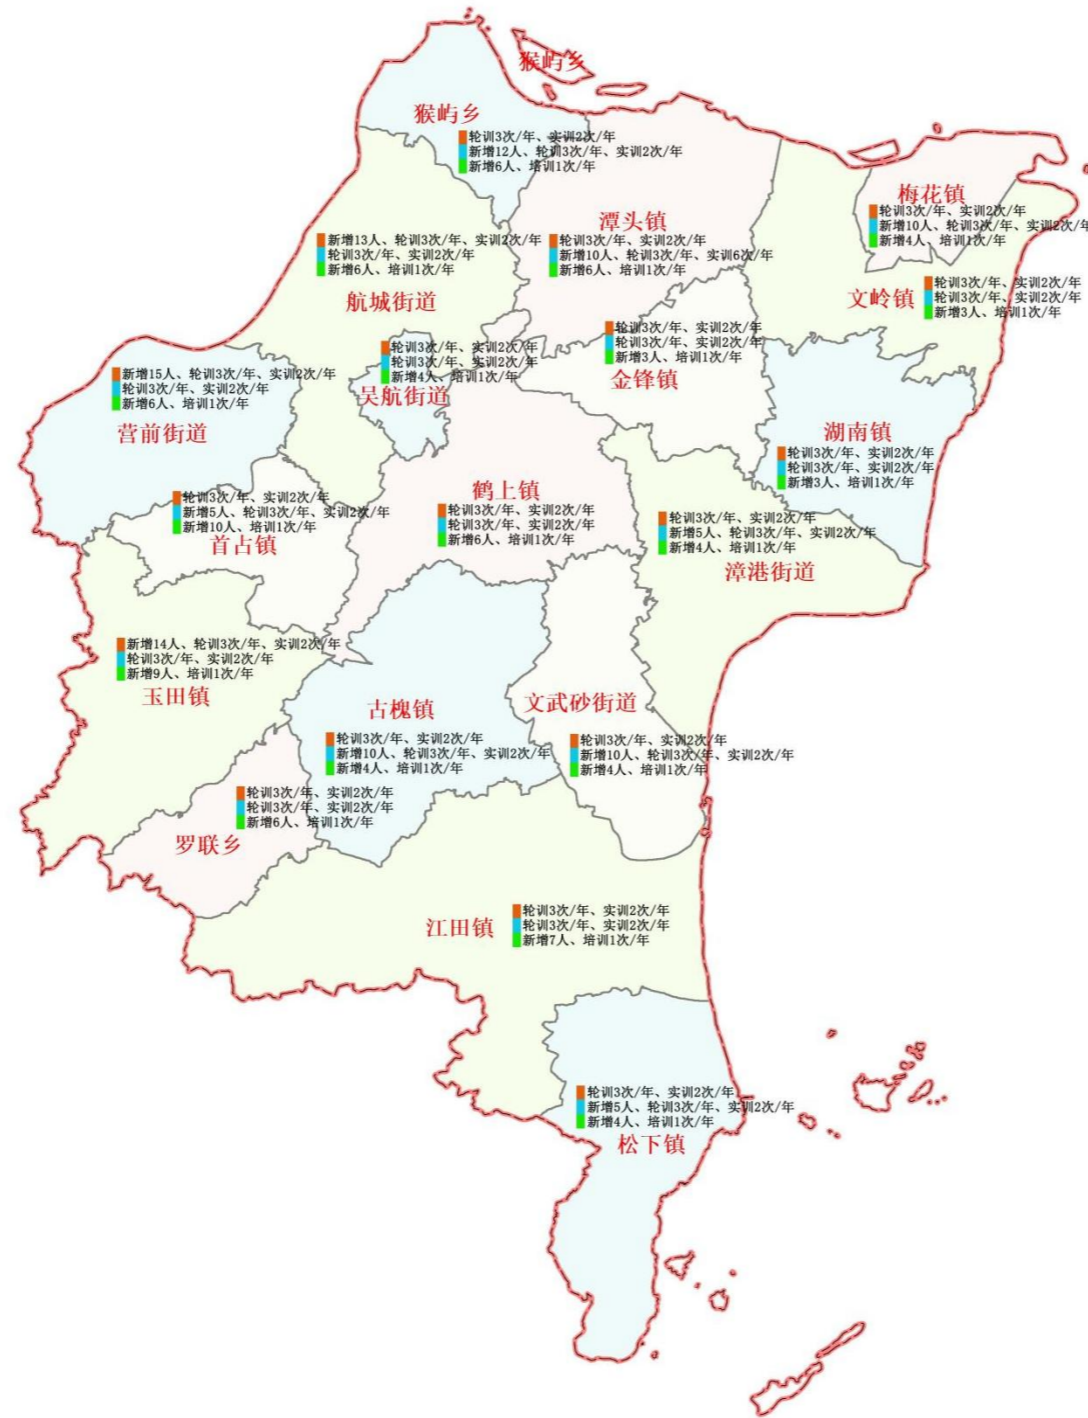 猴屿乡
猴屿乡
轮训3次/年、实训2次/年
新增12人、轮训3次/年、实训2次/年
新增6人、培训1次/年
潭头镇
轮训3次/年、实训2次/年
新增10人、轮训3次/年、实训6次/年
新增6人、培训1次/年
梅花镇
轮训3次/年、实训2次/年
新增10人、轮训3次/年、实训2次/年
新增4人、培训1次/年
新增13人、轮训3次/年、实训2次/年
轮训3次/年、实训2次/年
新增6人、培训1次/年
航城街道
文岭镇
轮训3次/年、实训2次/年
轮训3次/年、实训2次/年
新增3人、培训1次/年
轮训3次/年、实训2次/年
轮训3次/年、实训2次/年
新增3人、培训1次/年
金锋镇
轮训3次/年、实训2次/年
轮训3次/年、实训2次/年
新增4人、培训1次/年
吴航街道
新增15人、轮训3次/年、实训2次/年
轮训3次/年、实训2次/年
新增6人、培训1次/年
营前街道
湖南镇
轮训3次/年、实训2次/年
轮训3次/年、实训2次/年
新增3人、培训1次/年
鹤上镇
轮训3次/年、实训2次/年
轮训3次/年、实训2次/年
新增6人、培训1次/年
轮训3次/年、实训2次/年
新增5人、轮训3次/年、实训2次/年
新增10人、培训1次/年
首占镇
轮训3次/年、实训2次/年
新增5人、轮训3次/年、实训2次/年
新增4人、培训1次/年
漳港街道
新增14人、轮训3次/年、实训2次/年
轮训3次/年、实训2次/年
新增9人、培训1次/年
玉田镇
古槐镇
轮训3次/年、实训2次/年
新增10人、轮训3次/年、实训2次/年
新增4人、培训1次/年
文武砂街道
轮训3次/年、实训2次/年
新增10人、轮训3次/年、实训2次/年
新增4人、培训1次/年
轮训3次/年、实训2次/年
轮训3次/年、实训2次/年
新增6人、培训1次/年
罗联乡
江田镇
轮训3次/年、实训2次/年
轮训3次/年、实训2次/年
新增7人、培训1次/年
轮训3次/年、实训2次/年
新增5人、轮训3次/年、实训2次/年
新增4人、培训1次/年
松下镇